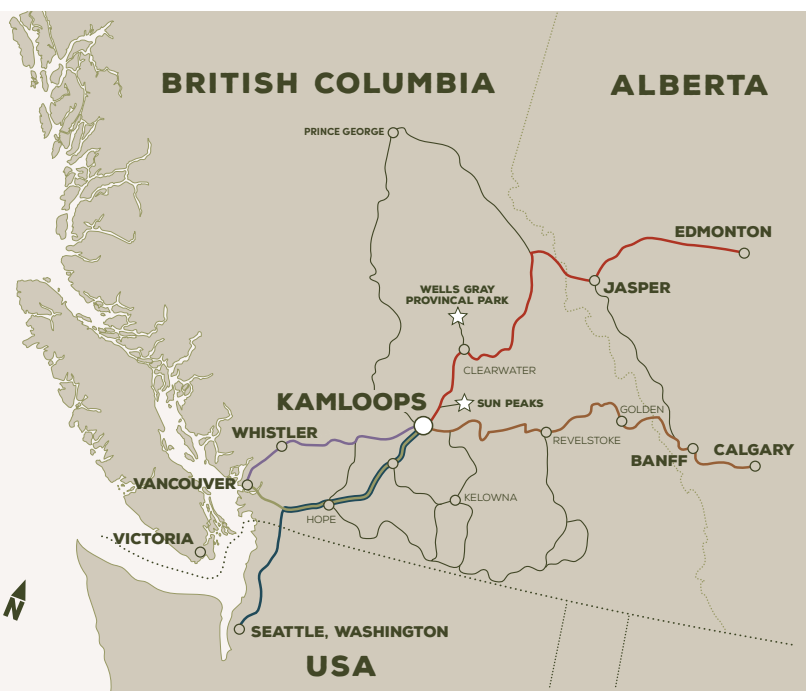 BRITISH COLUMBIA
ALBERTA
PRINCE GEORGE
EDMONTON
JASPER
WELLS GRAY
PROVINCAL PARK
CLEARWATER
KAMLOOPS
SUN PEAKS
WHISTLER
GOLDEN
REVELSTOKE
BANFF
CALGARY
VANCOUVER
KELOWNA
HOPE
VICTORIA
N
SEATTLE, WASHINGTON
USA